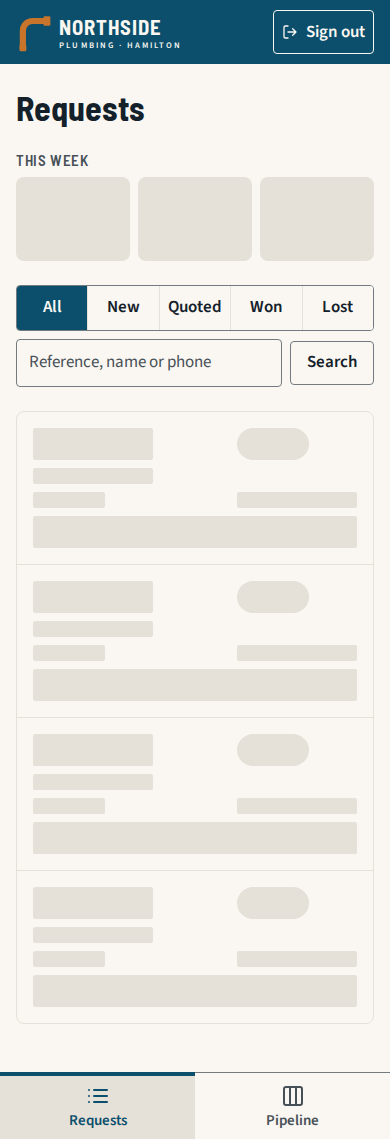 NORTHSIDE
PLUMBING · HAMILTON
Sign out
Requests
THIS WEEK
All New Quoted Won Lost
Reference, name or phone Search
Requests Pipeline